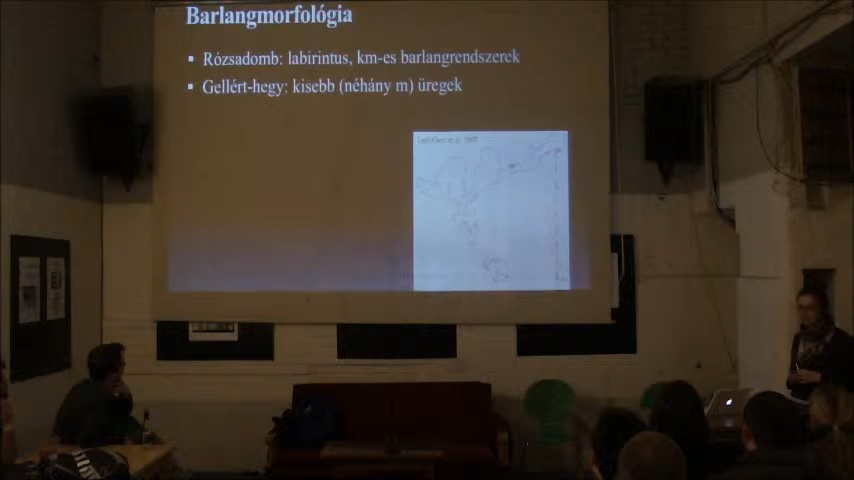 Barlangmorfológia
▪ Rózsadomb: labirintus, km-es barlangrendszerek
▪ Gellért-hegy: kisebb (néhány m) üregek